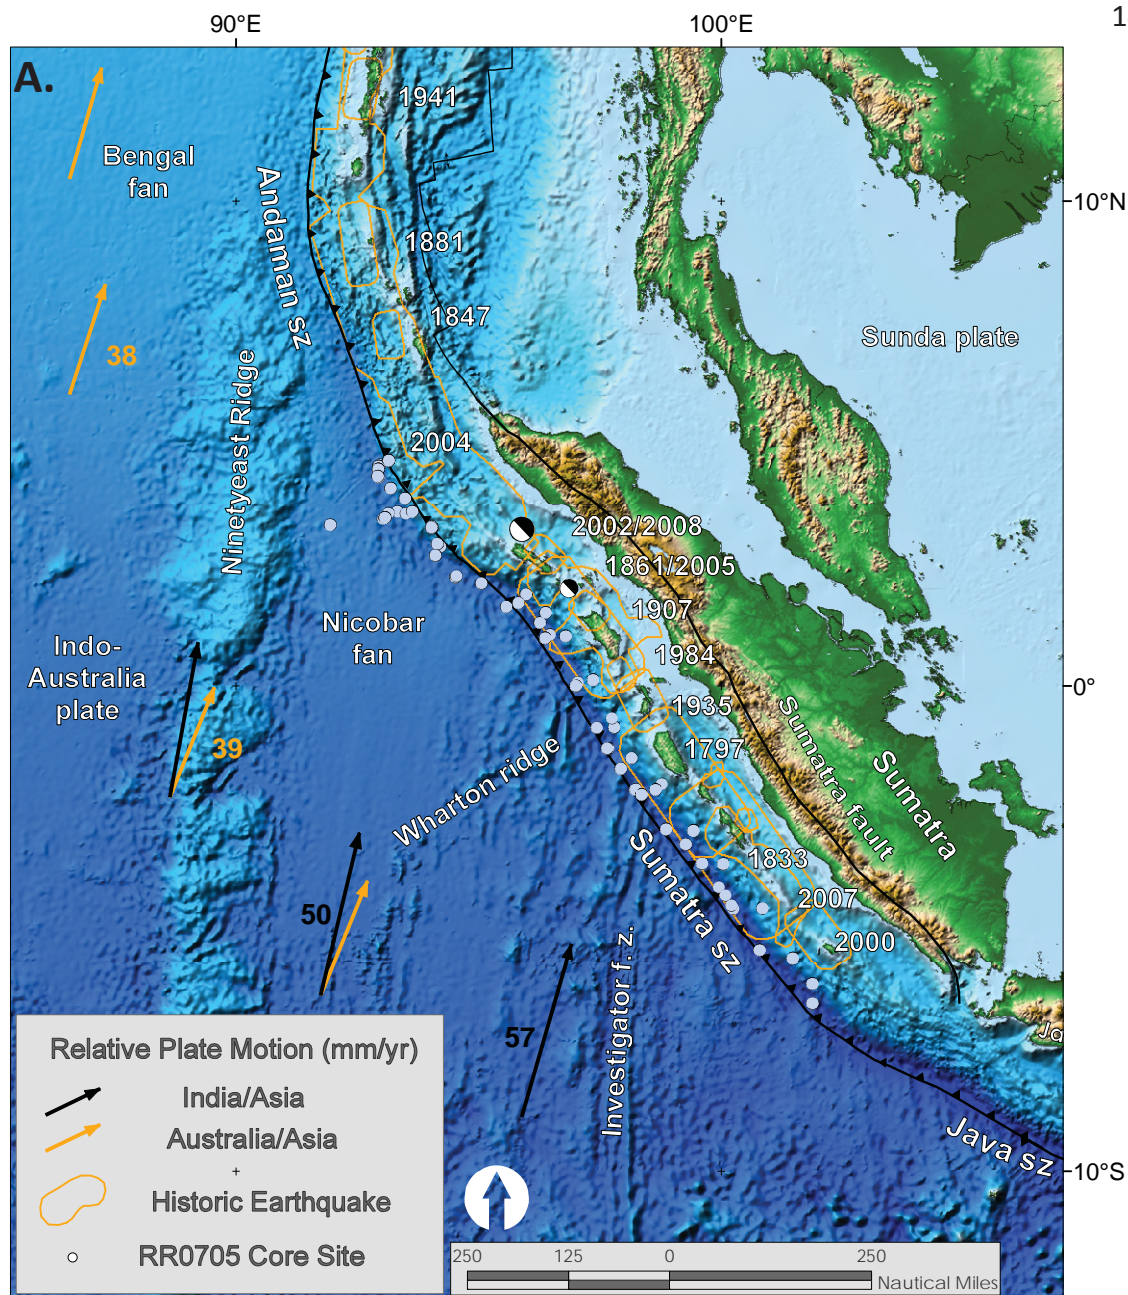 90°E
100°E
1
A.
1941
Bengal
fan
Andaman sz
10°N
1881
1847
Sunda plate
38
Ninetyeast Ridge
2004
2002/2008
1861/2005
1907
Nicobar
fan
Indo-
Australia
plate
1984
0°
1935
39
1797
Sumatra fault
Sumatra
Wharton ridge
Sumatra sz
1833
2007
50
2000
Investigator f. z.
57
Java sz
10°S
Relative Plate Motion (mm/yr)
India/Asia
Australia/Asia
Historic Earthquake
RR0705 Core Site
250
125
0
250
Nautical Miles